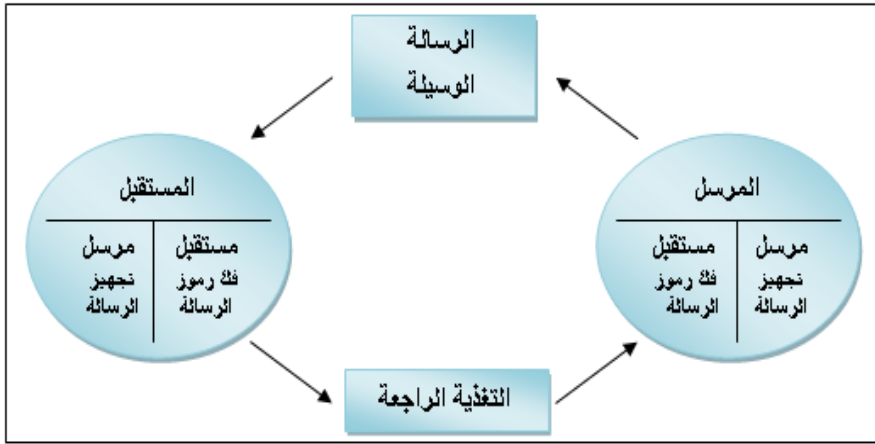 الرسالة
الوسيلة
المرسل
مرسل
تجهيز
الرسالة
مستقبل
فك رموز
الرسالة
المستقبل
مستقبل
فك رموز
الرسالة
مرسل
تجهيز
الرسالة
التغذية الراجعة